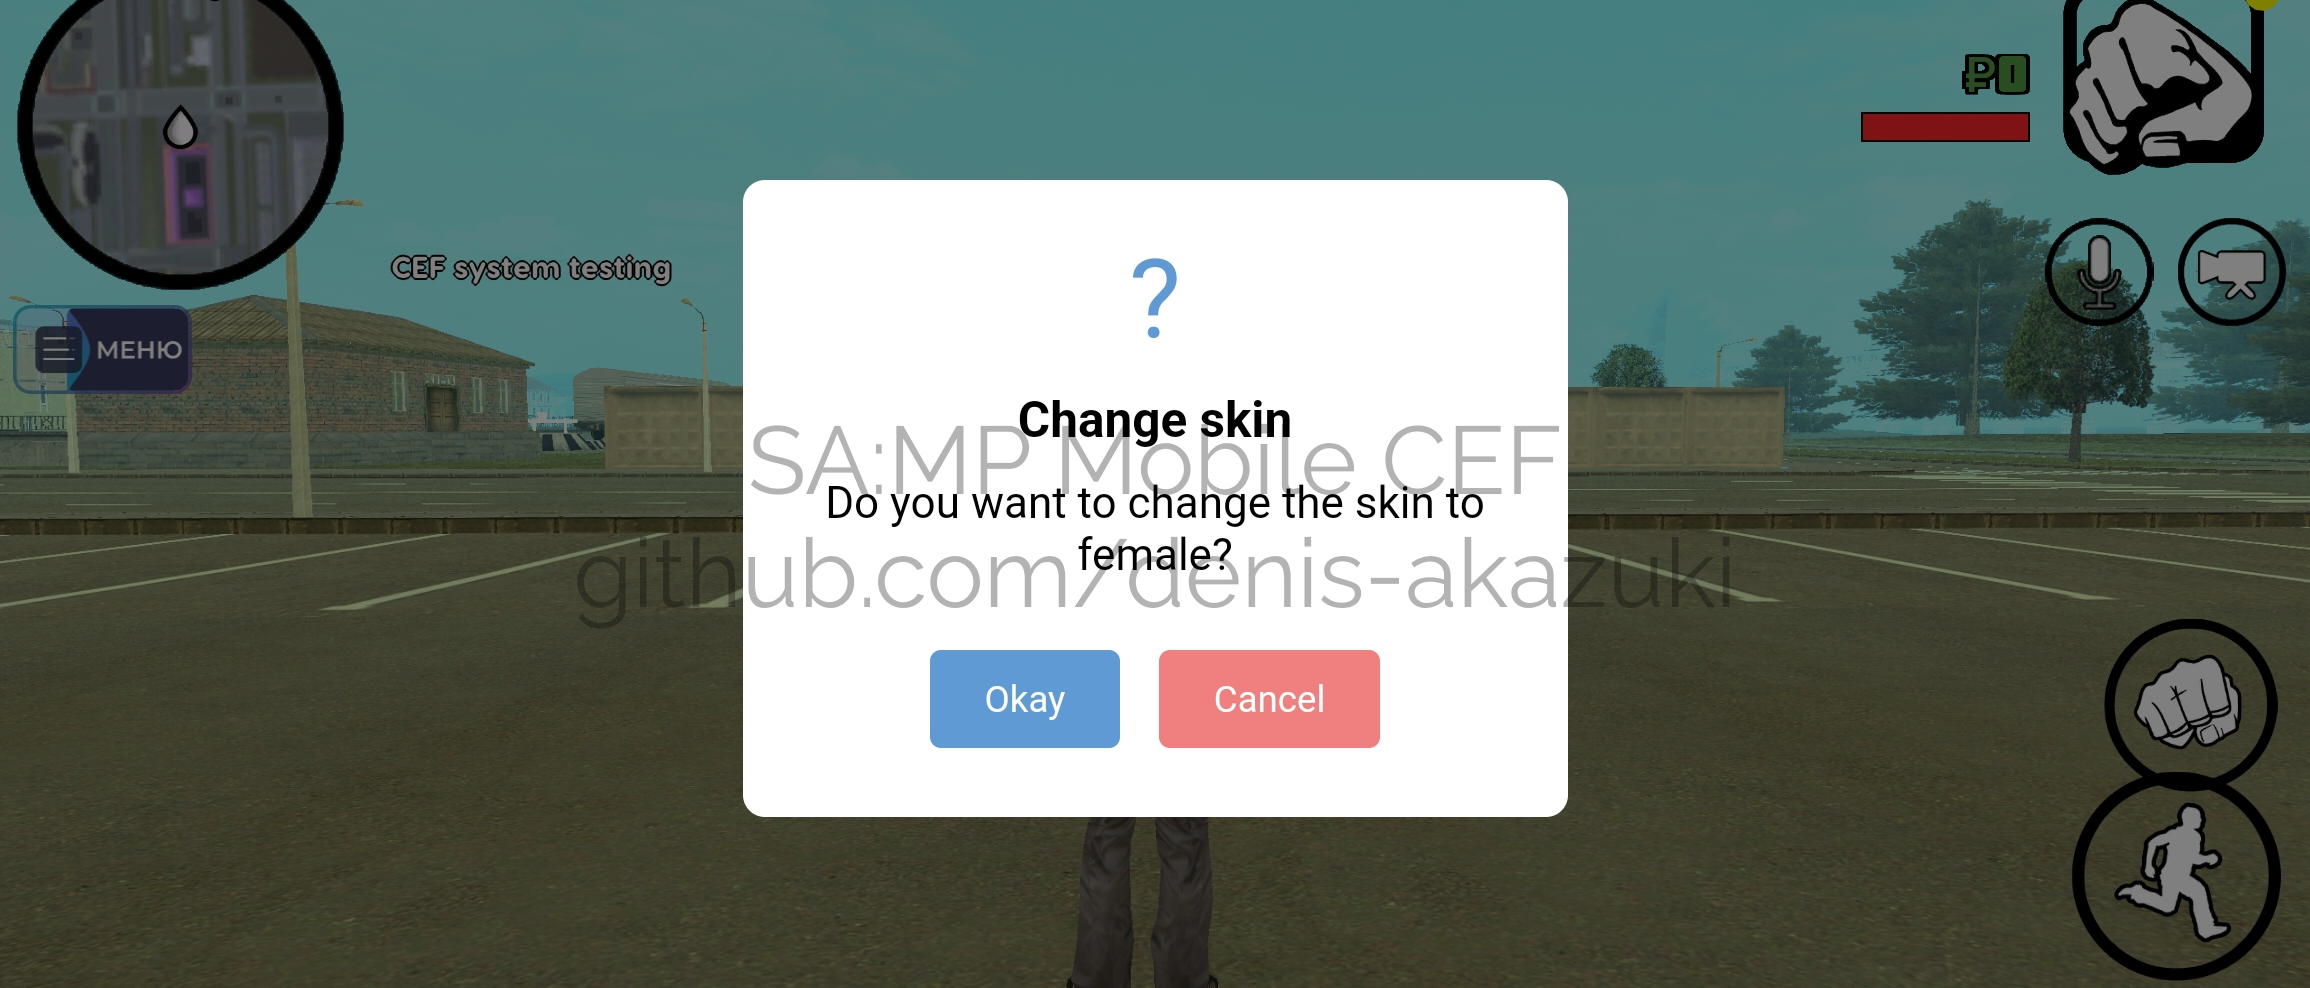 ₽0
CEF system testing
МЕНЮ
?
Change skin
SA:MP Mobile CEF
Do you want to change the skin to
female?
github.com/denis-akazuki
Okay
Cancel